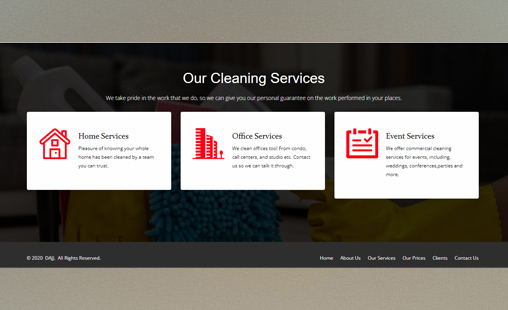 Our Cleaning Services
We take pride in the work that we do, so we can give you our personal guarantee on the work performed in your places.
Home Services
Pleasure of knowing your whole
home has been cleaned by a team
you can trust.
Office Services
We clean offices too! From condo,
call centers, and studio etc. Contact
us so we can talk it through.
Event Services
We offer commercial cleaning
services for events, including,
weddings, conferences,parties and
more.
© 2020 DAJJ. All Rights Reserved.
Home About Us Our Services Our Prices Clients Contact Us